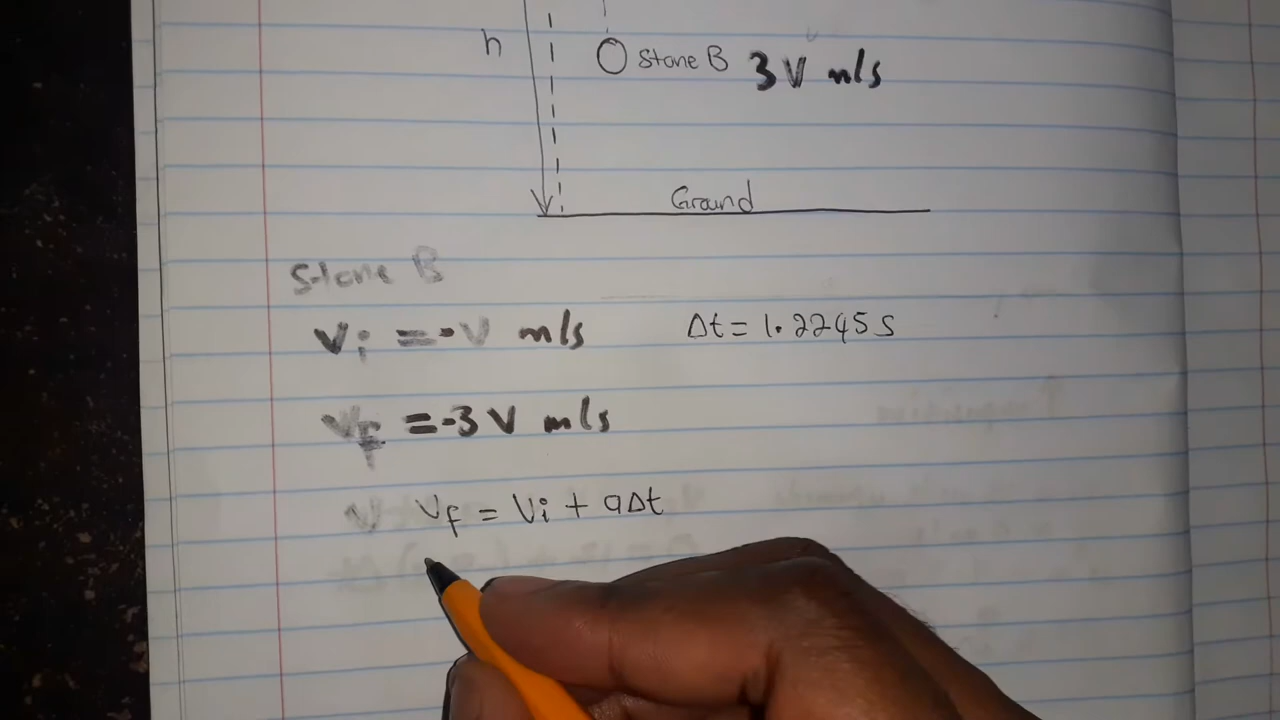 h
Stone B 3V m/s
Ground
Stone B
Vi = -V m/s Δt = 1.2245 s
Vf = -3V m/s
V Vf = Vi + aΔt